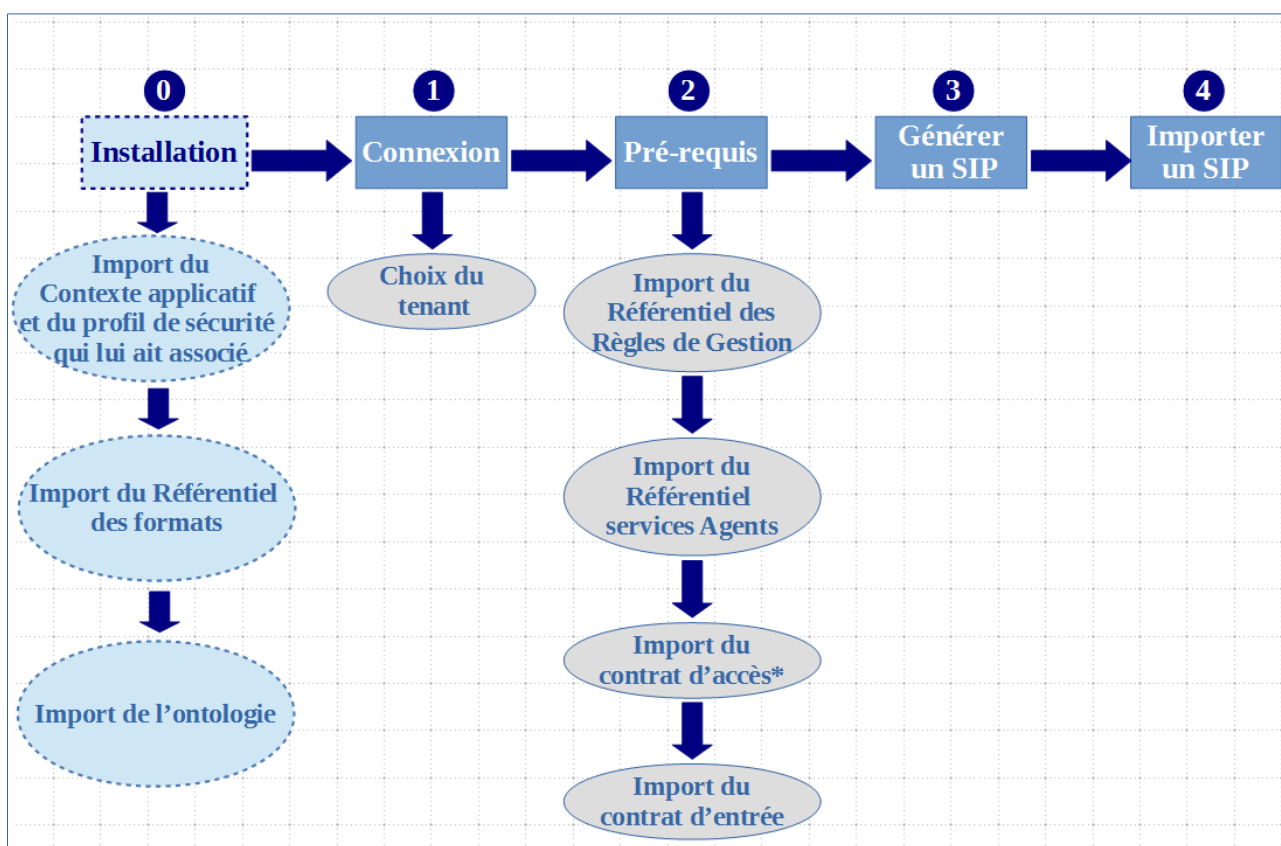 0
1
2
3
4
Installation
Connexion
Pré-requis
Générer
un SIP
Importer
un SIP
Import du
Contexte applicatif
et du profil de sécurité
qui lui ait associé
Import du Référentiel
des formats
Import de l’ontologie
Choix du
tenant
Import du
Référentiel des
Règles de Gestion
Import du
Référentiel
services Agents
Import du
contrat d’accès*
Import du
contrat d’entrée